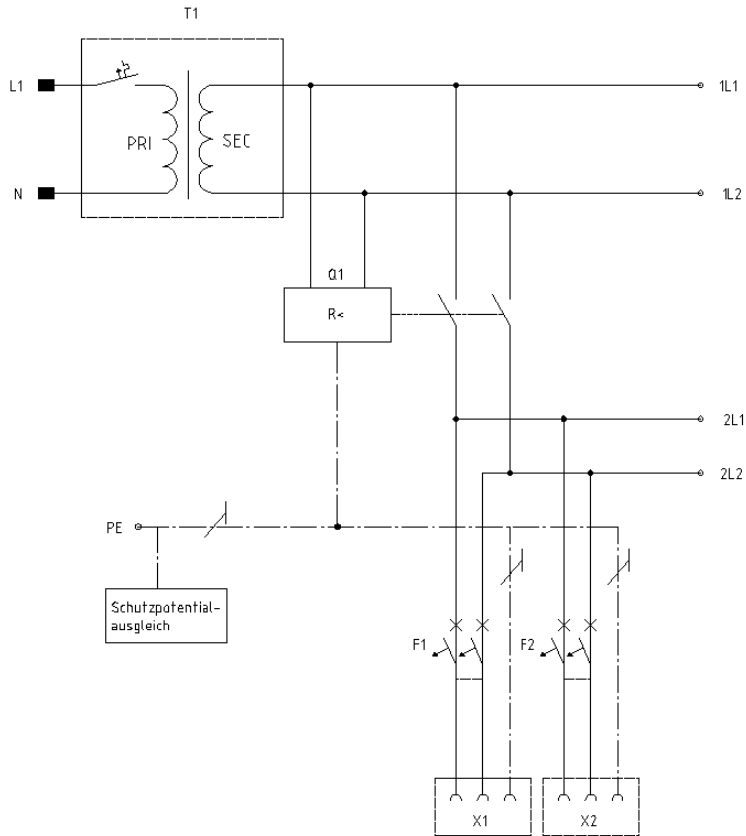 T1
L1
1L1
PRI
SEC
N
1L2
Q1
R<
2L1
2L2
PE
Schutzpotential-
ausgleich
F1
F2
X1
X2